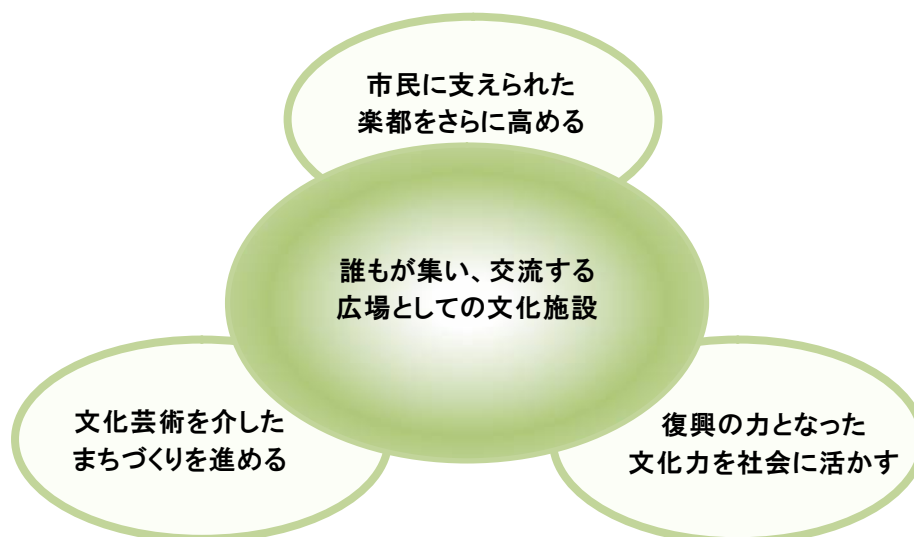 市民に支えられた
楽都をさらに高める
誰もが集い、交流する
広場としての文化施設
文化芸術を介した
まちづくりを進める
復興の力となった
文化力を社会に活かす